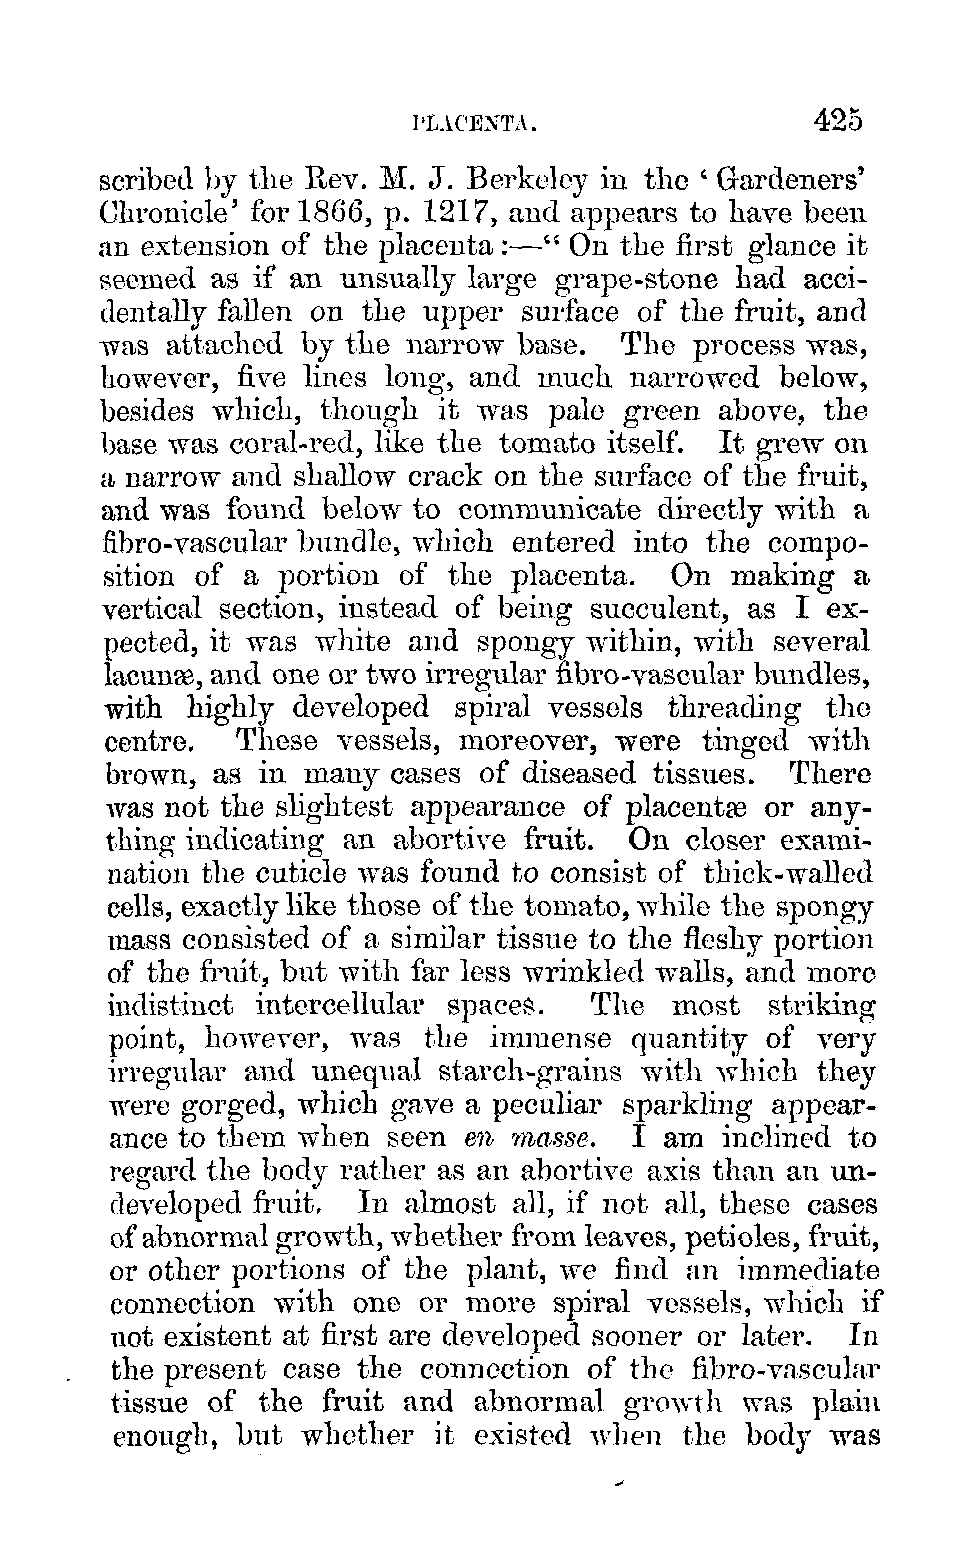 PLACENTA. 425
scribed by the Rev. M. J. Berkeley in the ‘ Gardeners’
Chronicle’ for 1866, p. 1217, and appears to have been
an extension of the placenta :—“ On the first glance it
seemed as if an unsually large grape-stone had acci-
dentally fallen on the upper surface of the fruit, and
was attached by the narrow base. The process was,
however, five lines long, and much narrowed below,
besides which, though it was pale green above, the
base was coral-red, like the tomato itself. It grew on
a narrow and shallow crack on the surface of the fruit,
and was found below to communicate directly with a
fibro-vascular bundle, which entered into the compo-
sition of a portion of the placenta. On making a
vertical section, instead of being succulent, as I ex-
pected, it was white and spongy within, with several
lacunæ, and one or two irregular fibro-vascular bundles,
with highly developed spiral vessels threading the
centre. These vessels, moreover, were tinged with
brown, as in many cases of diseased tissues. There
was not the slightest appearance of placentæ or any-
thing indicating an abortive fruit. On closer exami-
nation the cuticle was found to consist of thick-walled
cells, exactly like those of the tomato, while the spongy
mass consisted of a similar tissue to the fleshy portion
of the fruit, but with far less wrinkled walls, and more
indistinct intercellular spaces. The most striking
point, however, was the immense quantity of very
irregular and unequal starch-grains with which they
were gorged, which gave a peculiar sparkling appear-
ance to them when seen en masse. I am inclined to
regard the body rather as an abortive axis than an un-
developed fruit. In almost all, if not all, these cases
of abnormal growth, whether from leaves, petioles, fruit,
or other portions of the plant, we find an immediate
connection with one or more spiral vessels, which if
not existent at first are developed sooner or later. In
the present case the connection of the fibro-vascular
tissue of the fruit and abnormal growth was plain
enough, but whether it existed when the body was